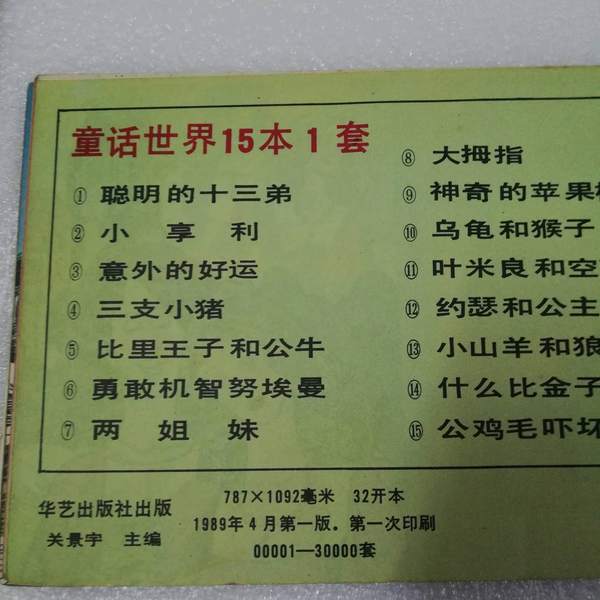 童话世界15本1套
① 聪明的十三弟
② 小享利
③ 意外的好运
④ 三支小猪
⑤ 比里王子和公牛
⑥ 勇敢机智努埃曼
⑦ 两姐妹
⑧ 大拇指
⑨ 神奇的苹果
⑩ 乌龟和猴子
⑪ 叶米良和空
⑫ 约瑟和公主
⑬ 小山羊和狼
⑭ 什么比金子
⑮ 公鸡毛吓坏
华艺出版社出版
关景宇 主编
787×1092毫米 32开本
1989年4月第一版。第一次印刷
00001—30000套